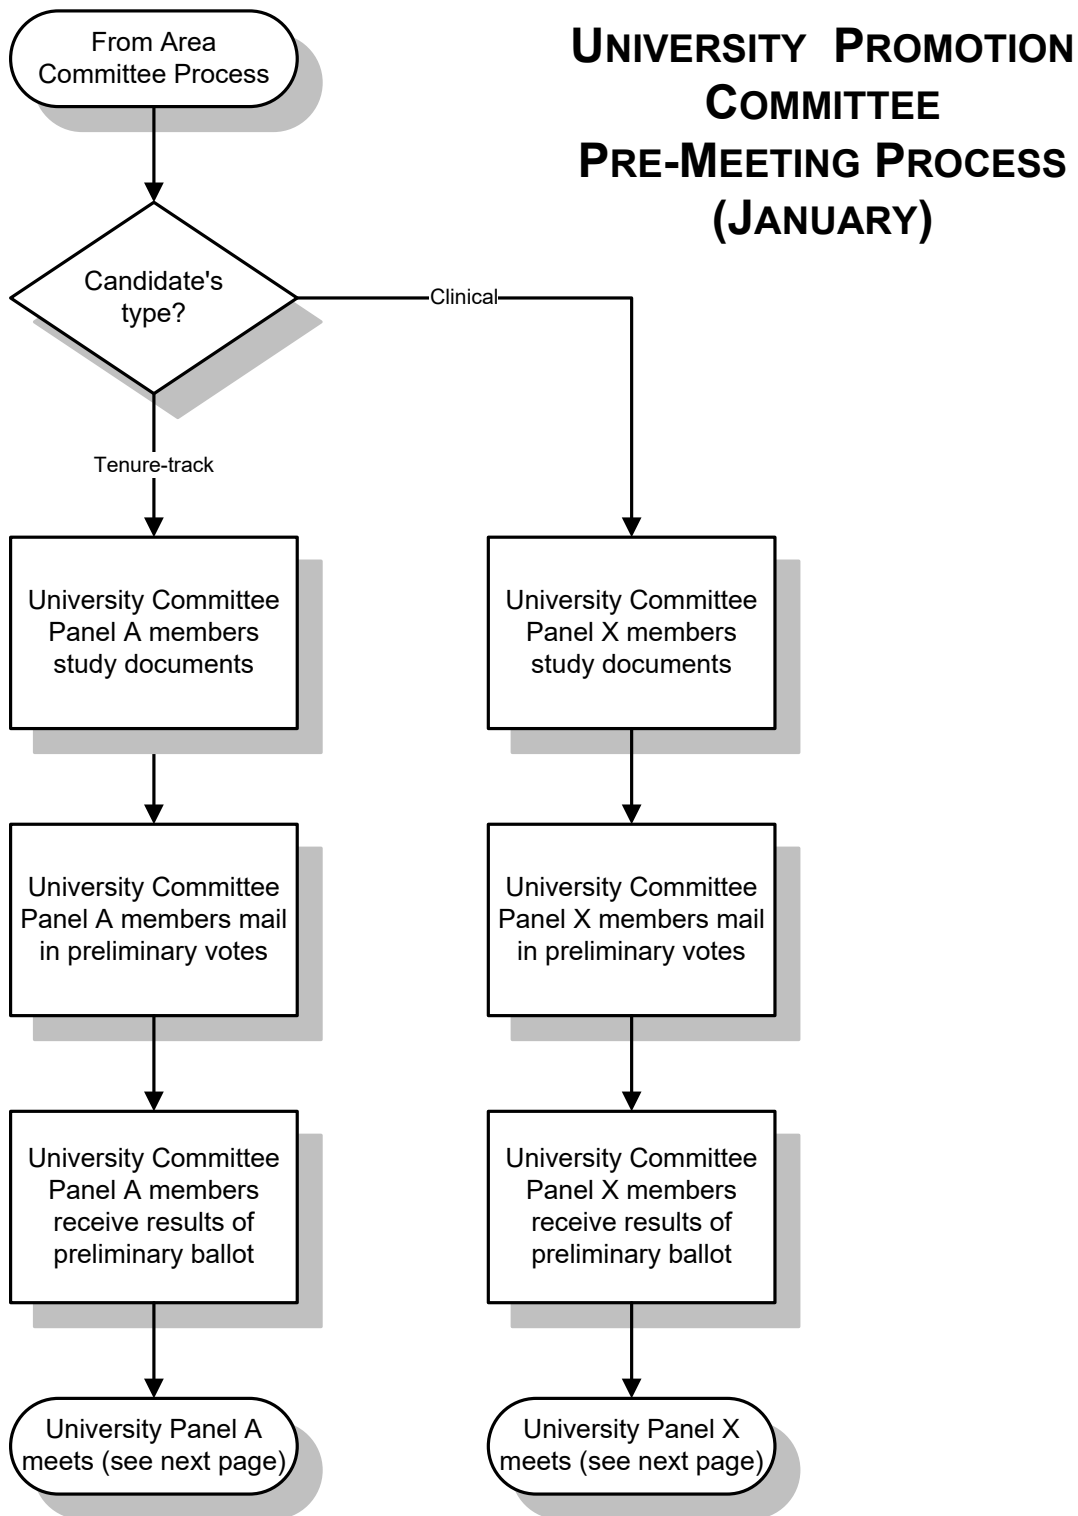 From Area
Committee Process
UNIVERSITY PROMOTION
COMMITTEE
PRE-MEETING PROCESS
(JANUARY)
Candidate's
type?
Clinical
Tenure-track
University Committee
Panel A members
study documents
University Committee
Panel X members
study documents
University Committee
Panel A members mail
in preliminary votes
University Committee
Panel X members mail
in preliminary votes
University Committee
Panel A members
receive results of
preliminary ballot
University Committee
Panel X members
receive results of
preliminary ballot
University Panel A
meets (see next page)
University Panel X
meets (see next page)